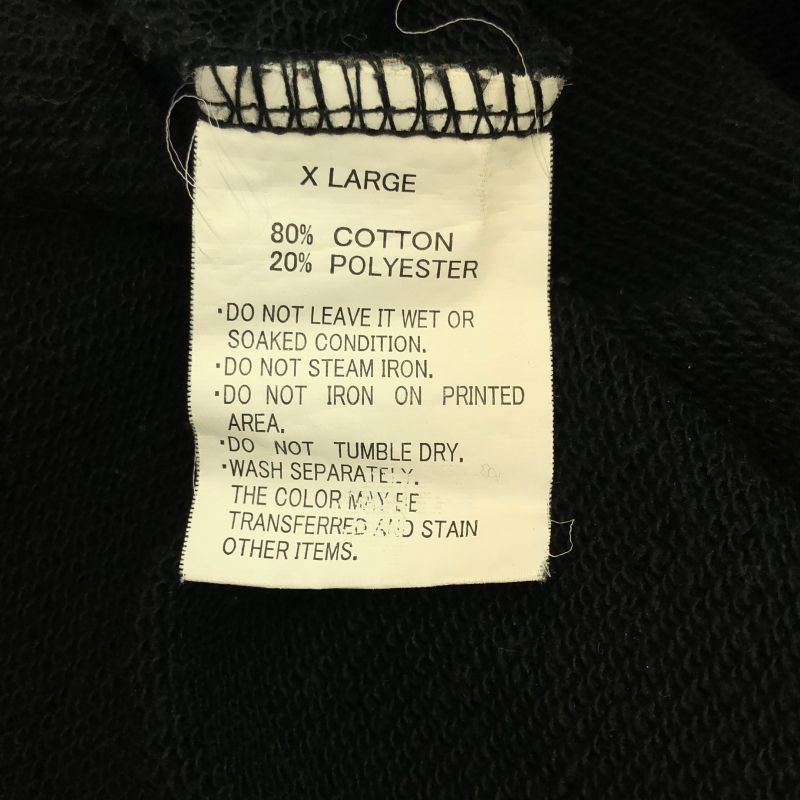 X LARGE
80% COTTON
20% POLYESTER
・DO NOT LEAVE IT WET OR
SOAKED CONDITION.
・DO NOT STEAM IRON.
・DO NOT IRON ON PRINTED
AREA.
・DO NOT TUMBLE DRY.
・WASH SEPARATELY.
THE COLOR MAY BE
TRANSFERRED AND STAIN
OTHER ITEMS.